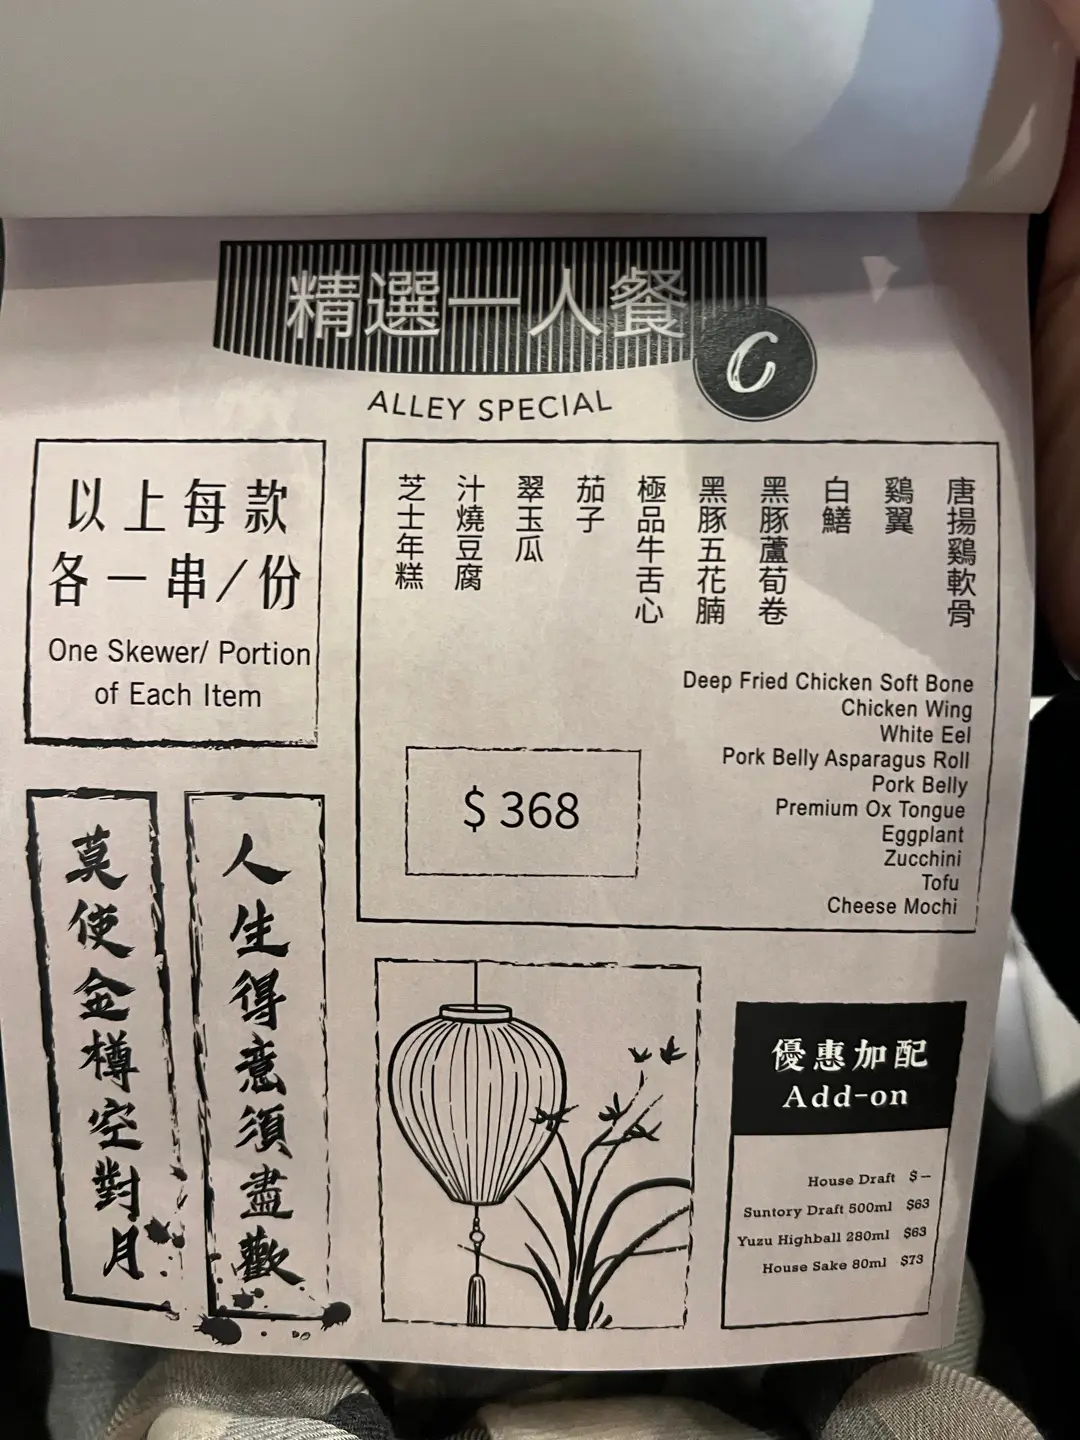 精選一人餐
C
ALLEY SPECIAL
以上每款
各一串/份
One Skewer/ Portion
of Each Item
唐揚鷄軟骨
鷄翼
白鱔
黑豚蘆荀卷
黑豚五花腩
極品牛舌心
茄子
翠玉瓜
汁燒豆腐
芝士年糕
Deep Fried Chicken Soft Bone
Chicken Wing
White Eel
Pork Belly Asparagus Roll
Pork Belly
Premium Ox Tongue
Eggplant
Zucchini
Tofu
Cheese Mochi
$ 368
人生得意須盡歡
莫使金樽空對月
優惠加配
Add-on
House Draft $--
Suntory Draft 500ml $63
Yuzu Highball 280ml $63
House Sake 80ml $73